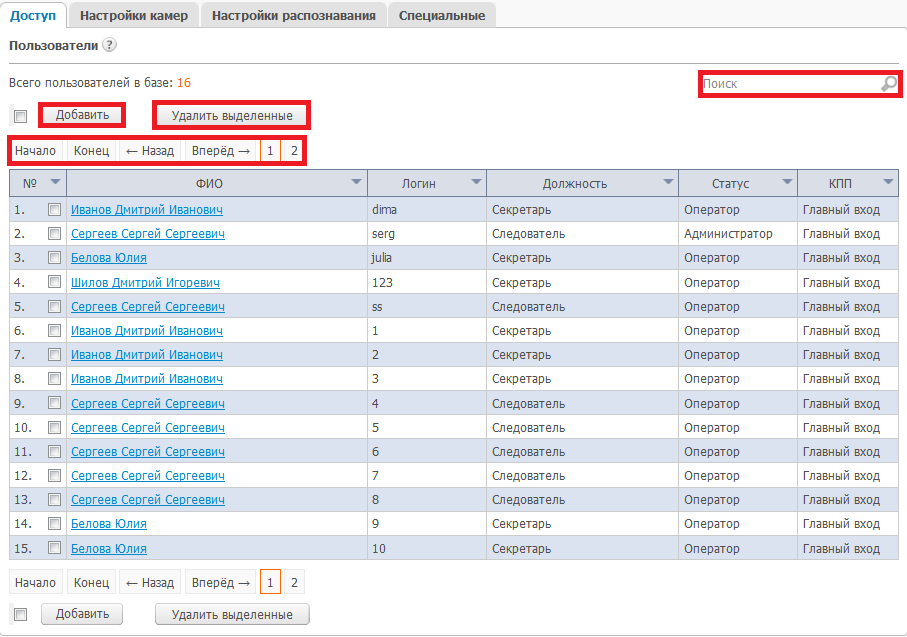 Доступ Настройки камер Настройки распознавания Специальные
Пользователи ?
Всего пользователей в базе: 16 Поиск
Добавить Удалить выделенные
Начало Конец ← Назад Вперёд → 1 2
№ ФИО Логин Должность Статус КПП
1. Иванов Дмитрий Иванович dima Секретарь Оператор Главный вход
2. Сергеев Сергей Сергеевич serg Следователь Администратор Главный вход
3. Белова Юлия julia Секретарь Оператор Главный вход
4. Шилов Дмитрий Игоревич 123 Секретарь Оператор Главный вход
5. Сергеев Сергей Сергеевич ss Следователь Оператор Главный вход
6. Иванов Дмитрий Иванович 1 Секретарь Оператор Главный вход
7. Иванов Дмитрий Иванович 2 Секретарь Оператор Главный вход
8. Иванов Дмитрий Иванович 3 Секретарь Оператор Главный вход
9. Сергеев Сергей Сергеевич 4 Следователь Оператор Главный вход
10. Сергеев Сергей Сергеевич 5 Следователь Оператор Главный вход
11. Сергеев Сергей Сергеевич 6 Следователь Оператор Главный вход
12. Сергеев Сергей Сергеевич 7 Следователь Оператор Главный вход
13. Сергеев Сергей Сергеевич 8 Следователь Оператор Главный вход
14. Белова Юлия 9 Секретарь Оператор Главный вход
15. Белова Юлия 10 Секретарь Оператор Главный вход
Начало Конец ← Назад Вперёд → 1 2
Добавить Удалить выделенные